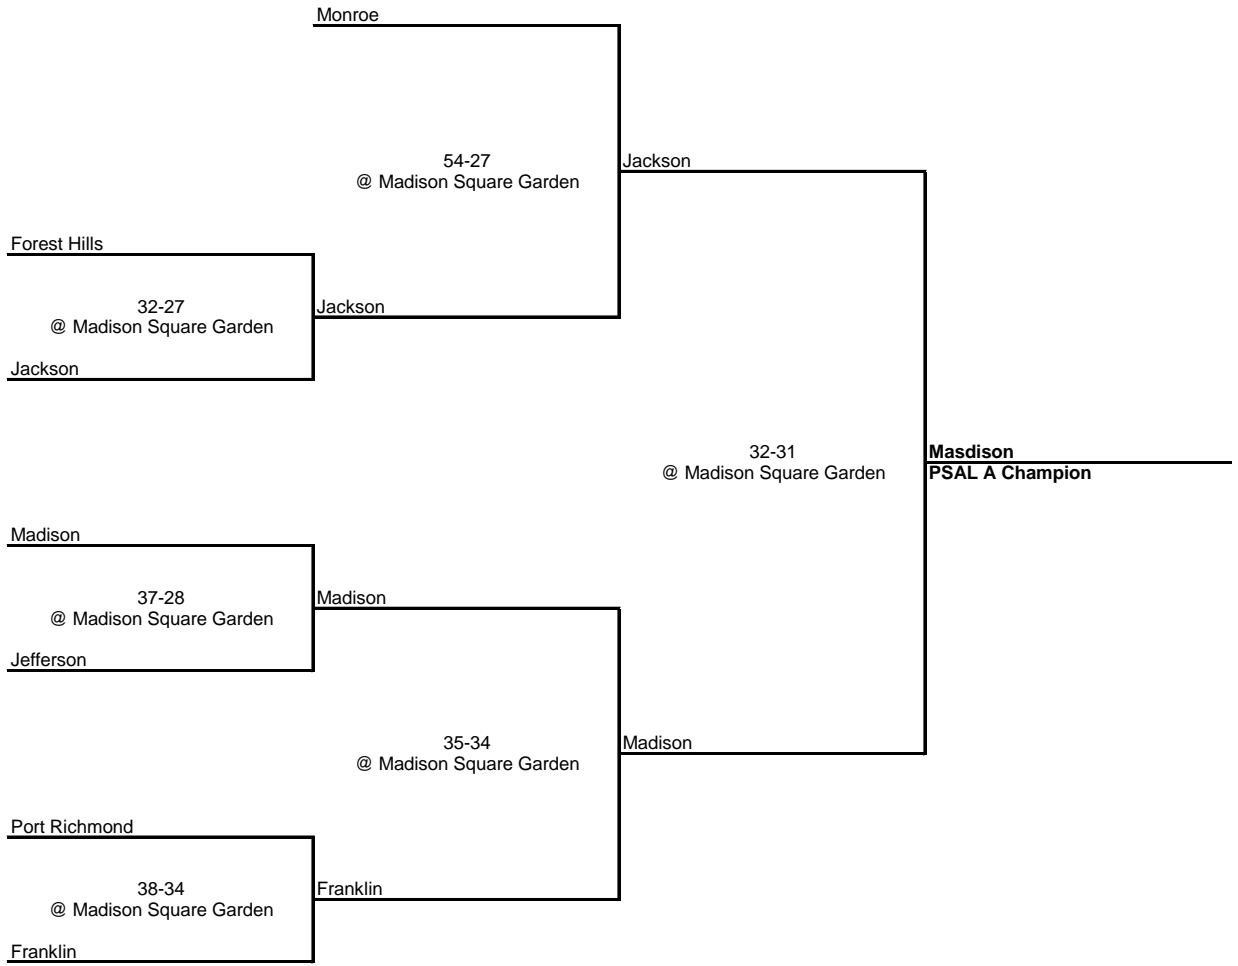 Monroe
54-27
@ Madison Square Garden
Jackson
Forest Hills
32-27
@ Madison Square Garden
Jackson
Jackson
32-31
@ Madison Square Garden
Masdison
PSAL A Champion
Madison
37-28
@ Madison Square Garden
Madison
Jefferson
35-34
@ Madison Square Garden
Madison
Port Richmond
38-34
@ Madison Square Garden
Franklin
Franklin